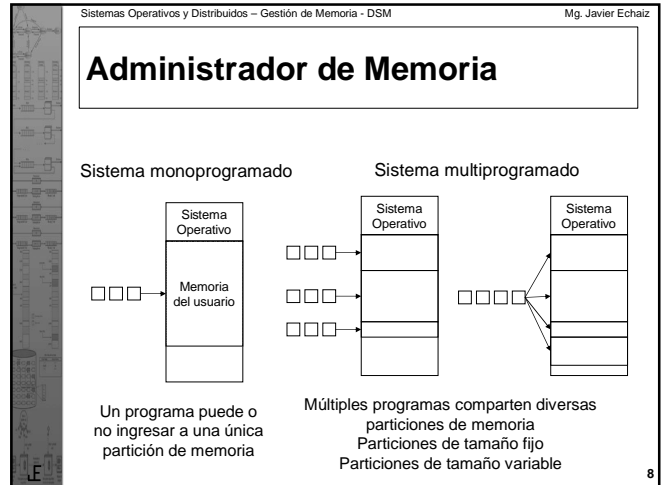 Sistemas Operativos y Distribuidos – Gestión de Memoria - DSM
Mg. Javier Echaiz
Administrador de Memoria
Sistema monoprogramado
Sistema
Operativo
Memoria
del usuario
Un programa puede o
no ingresar a una única
partición de memoria
Sistema multiprogramado
Sistema
Operativo
Sistema
Operativo
Múltiples programas comparten diversas
particiones de memoria
Particiones de tamaño fijo
Particiones de tamaño variable
JE
8